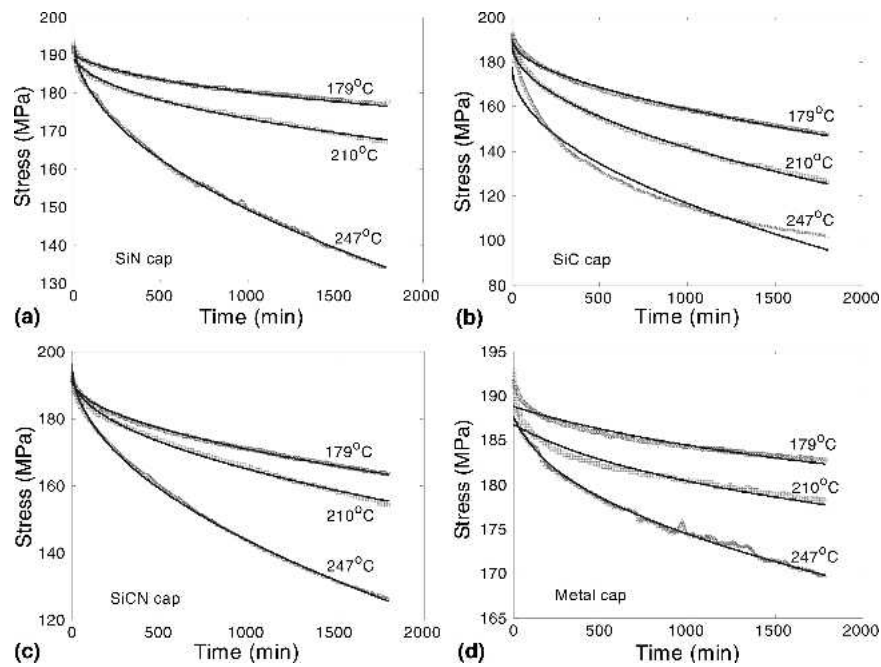 200
190
180
170
160
150
140
130
Stress (MPa)
179°C
210°C
247°C
SiN cap
0
500
1000
1500
2000
(a)
Time (min)
200
180
160
140
120
100
80
Stress (MPa)
179°C
210°C
247°C
SiC cap
0
500
1000
1500
2000
(b)
Time (min)
200
180
160
140
120
Stress (MPa)
179°C
210°C
247°C
SiCN cap
0
500
1000
1500
2000
(c)
Time (min)
195
190
185
180
175
170
165
Stress (MPa)
179°C
210°C
247°C
Metal cap
0
500
1000
1500
2000
(d)
Time (min)